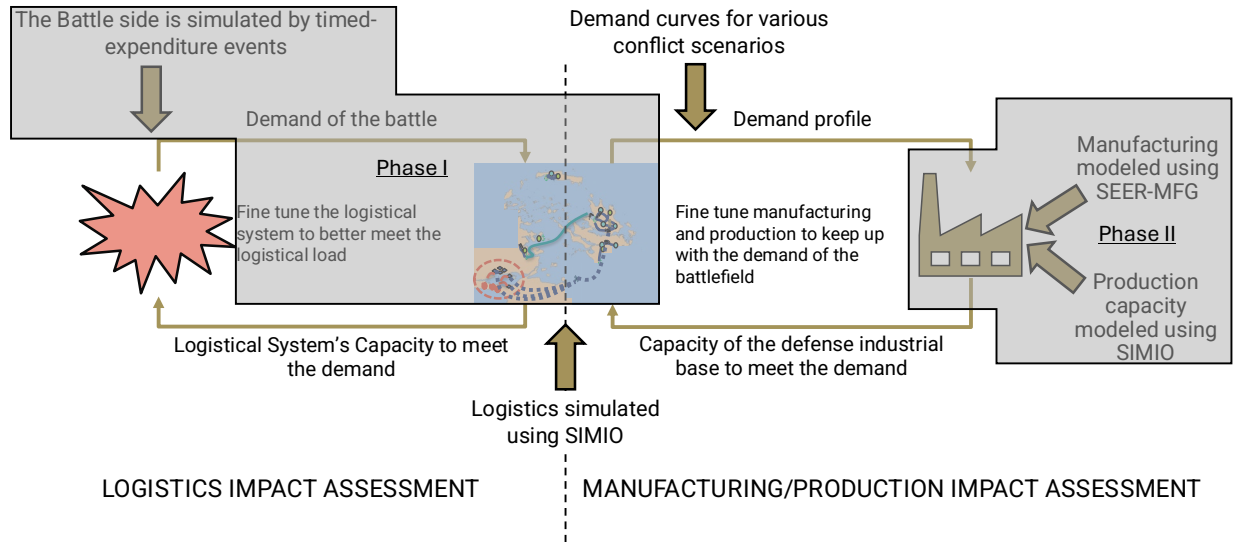 The Battle side is simulated by timed-
expenditure events
Demand curves for various
conflict scenarios
Demand of the battle
Demand profile
Phase I
Fine tune the logistical
system to better meet the
logistical load
Fine tune manufacturing
and production to keep up
with the demand of the
battlefield
Manufacturing
modeled using
SEER-MFG
Phase II
Production
capacity
modeled using
SIMIO
Logistical System's Capacity to meet
the demand
Capacity of the defense industrial
base to meet the demand
Logistics simulated
using SIMIO
LOGISTICS IMPACT ASSESSMENT
MANUFACTURING/PRODUCTION IMPACT ASSESSMENT